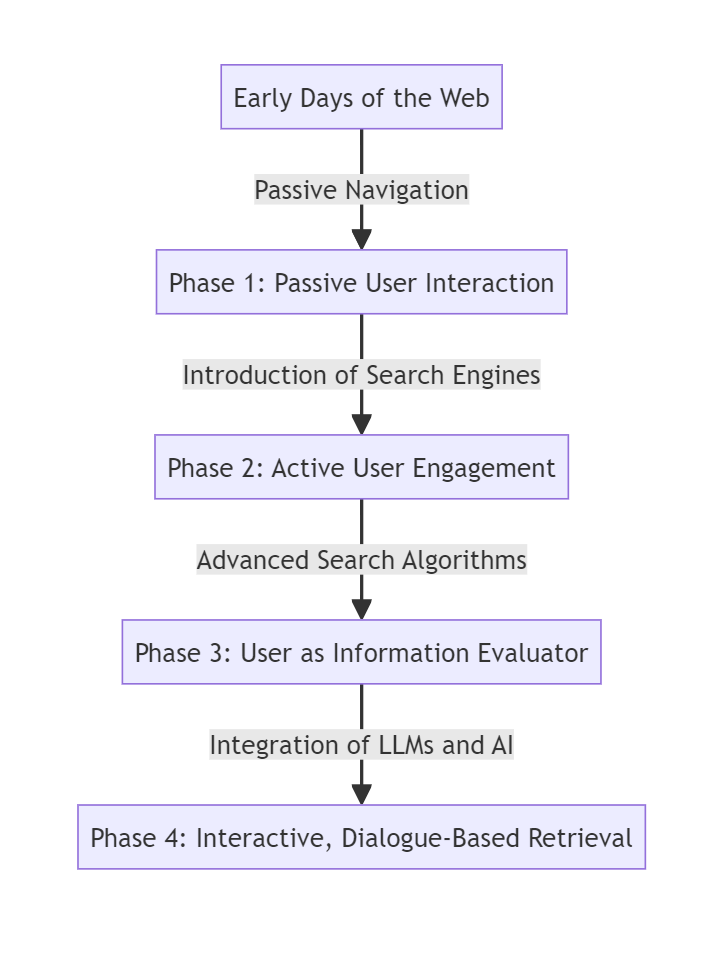 Early Days of the Web
Passive Navigation
Phase 1: Passive User Interaction
Introduction of Search Engines
Phase 2: Active User Engagement
Advanced Search Algorithms
Phase 3: User as Information Evaluator
Integration of LLMs and AI
Phase 4: Interactive, Dialogue-Based Retrieval